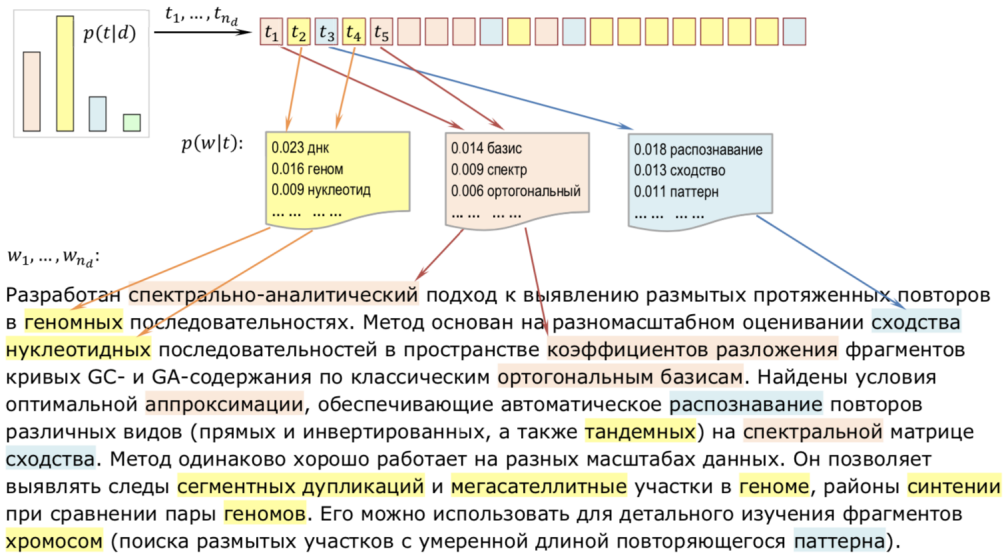 p(t|d)
t₁, …, tₙ_d
t₁ t₂ t₃ t₄ t₅
p(w|t):
0.023 днк
0.016 геном
0.009 нуклеотид
... ... ... ...
0.014 базис
0.009 спектр
0.006 ортогональный
... ... ... ...
0.018 распознавание
0.013 сходство
0.011 паттерн
... ... ... ...
w₁, …, wₙ_d:
Разработан спектрально-аналитический подход к выявлению размытых протяженных повторов
в геномных последовательностях. Метод основан на разномасштабном оценивании сходства
нуклеотидных последовательностей в пространстве коэффициентов разложения фрагментов
кривых GC- и GA-содержания по классическим ортогональным базисам. Найдены условия
оптимальной аппроксимации, обеспечивающие автоматическое распознавание повторов
различных видов (прямых и инвертированных, а также тандемных) на спектральной матрице
сходства. Метод одинаково хорошо работает на разных масштабах данных. Он позволяет
выявлять следы сегментных дупликаций и мегасателлитные участки в геноме, районы синтении
при сравнении пары геномов. Его можно использовать для детального изучения фрагментов
хромосом (поиска размытых участков с умеренной длиной повторяющегося паттерна).